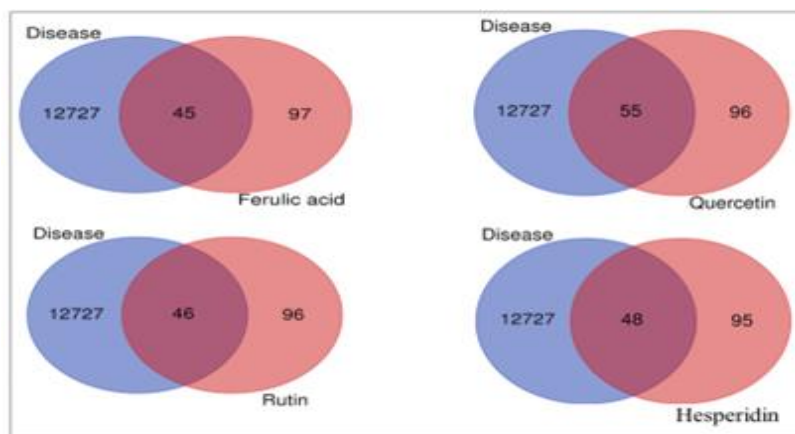 Disease
12727 45 97
Ferulic acid
Disease
12727 55 96
Quercetin
Disease
12727 46 96
Rutin
Disease
12727 48 95
Hesperidin